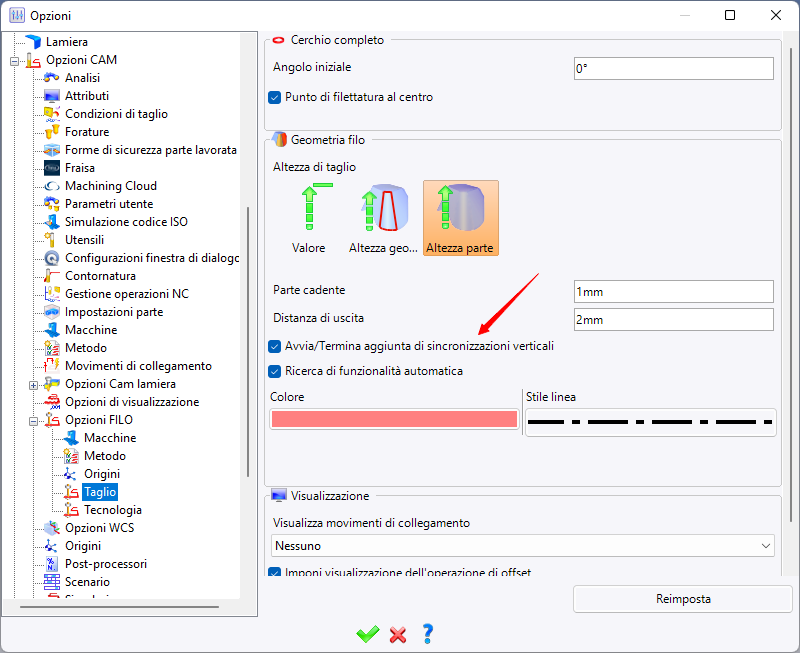 Opzioni
Lamiera
Opzioni CAM
Analisi
Attributi
Condizioni di taglio
Forature
Forme di sicurezza parte lavorata
Fraisa
Machining Cloud
Parametri utente
Simulazione codice ISO
Utensili
Configurazioni finestra di dialogo
Contornatura
Gestione operazioni NC
Impostazioni parte
Macchine
Metodo
Movimenti di collegamento
Opzioni Cam lamiera
Opzioni di visualizzazione
Opzioni FILO
Macchine
Metodo
Origini
Taglio
Tecnologia
Opzioni WCS
Origini
Post-processori
Scenario
Cerchio completo
Angolo iniziale
0°
Punto di filettatura al centro
Geometria filo
Altezza di taglio
Valore
Altezza geo...
Altezza parte
Parte cadente
1mm
Distanza di uscita
2mm
Avvia/Termina aggiunta di sincronizzazioni verticali
Ricerca di funzionalità automatica
Colore
Stile linea
Visualizzazione
Visualizza movimenti di collegamento
Nessuno
Imponi visualizzazione dell'operazione di offset
Reimposta